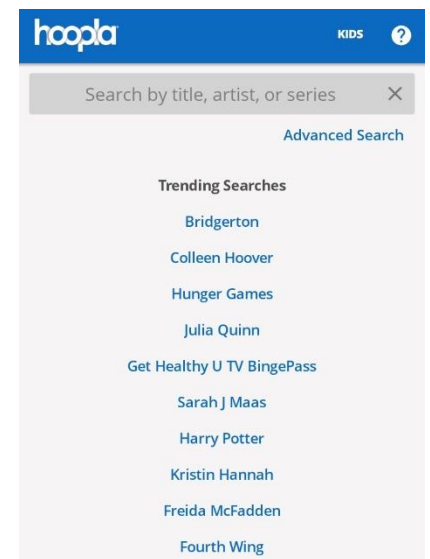 hoopla
KIDS ?
Search by title, artist, or series ×
Advanced Search
Trending Searches
Bridgerton
Colleen Hoover
Hunger Games
Julia Quinn
Get Healthy U TV BingePass
Sarah J Maas
Harry Potter
Kristin Hannah
Freida McFadden
Fourth Wing